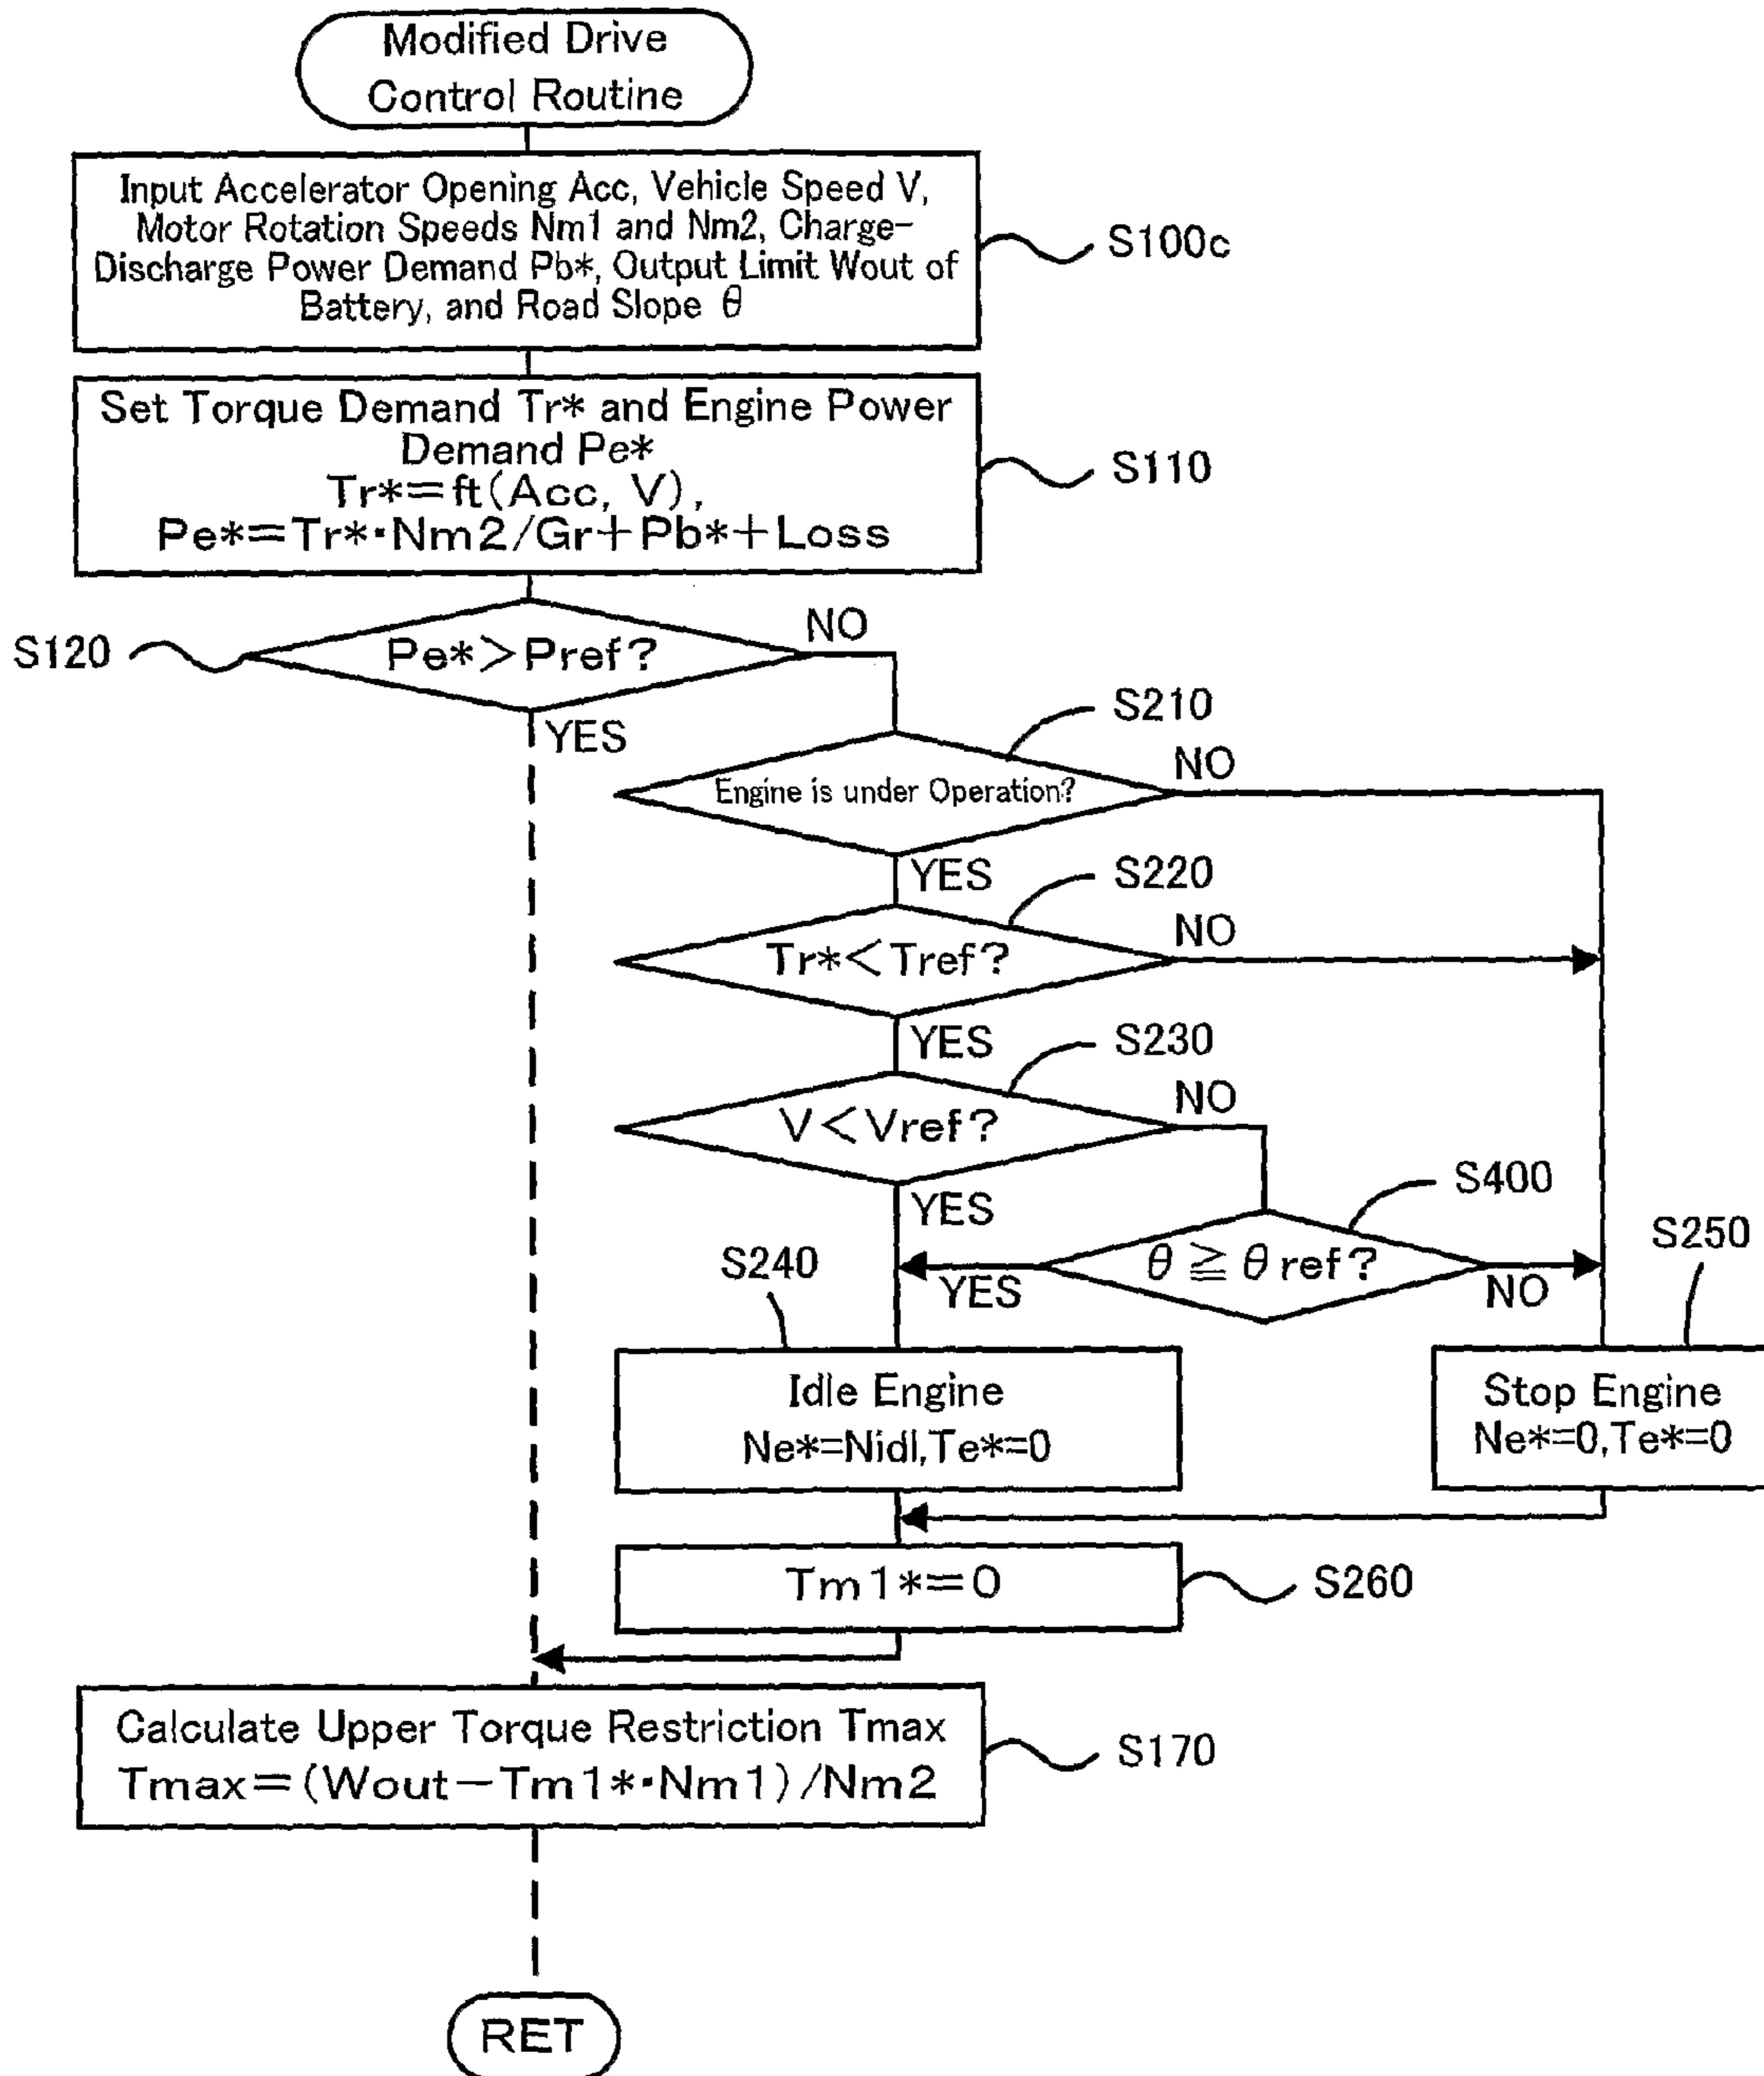 Modified Drive
Control Routine
Input Accelerator Opening Acc, Vehicle Speed V,
Motor Rotation Speeds Nm1 and Nm2, Charge-
Discharge Power Demand Pb*, Output Limit Wout of
Battery, and Road Slope θ
S100c
Set Torque Demand Tr* and Engine Power
Demand Pe*
Tr*=ft(Acc, V),
Pe*=Tr*·Nm2/Gr+Pb*+Loss
S110
S120
Pe*>Pref?
NO
YES
S210
Engine is under Operation?
NO
YES
S220
Tr*<Tref?
NO
YES
S230
V<Vref?
NO
YES
S400
θ≧θref?
YES
NO
S240
S250
Idle Engine
Ne*=Nidl,Te*=0
Stop Engine
Ne*=0,Te*=0
Tm1*=0
S260
Calculate Upper Torque Restriction Tmax
Tmax=(Wout-Tm1*·Nm1)/Nm2
S170
RET